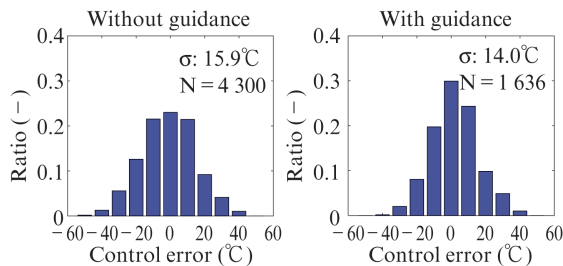 Without guidance
0.4
0.3
0.2
0.1
0
Ratio (−)
σ: 15.9℃
N = 4 300
−60 −40 −20 0 20 40 60
Control error (℃)
With guidance
0.4
0.3
0.2
0.1
0
Ratio (−)
σ: 14.0℃
N = 1 636
−60 −40 −20 0 20 40 60
Control error (℃)